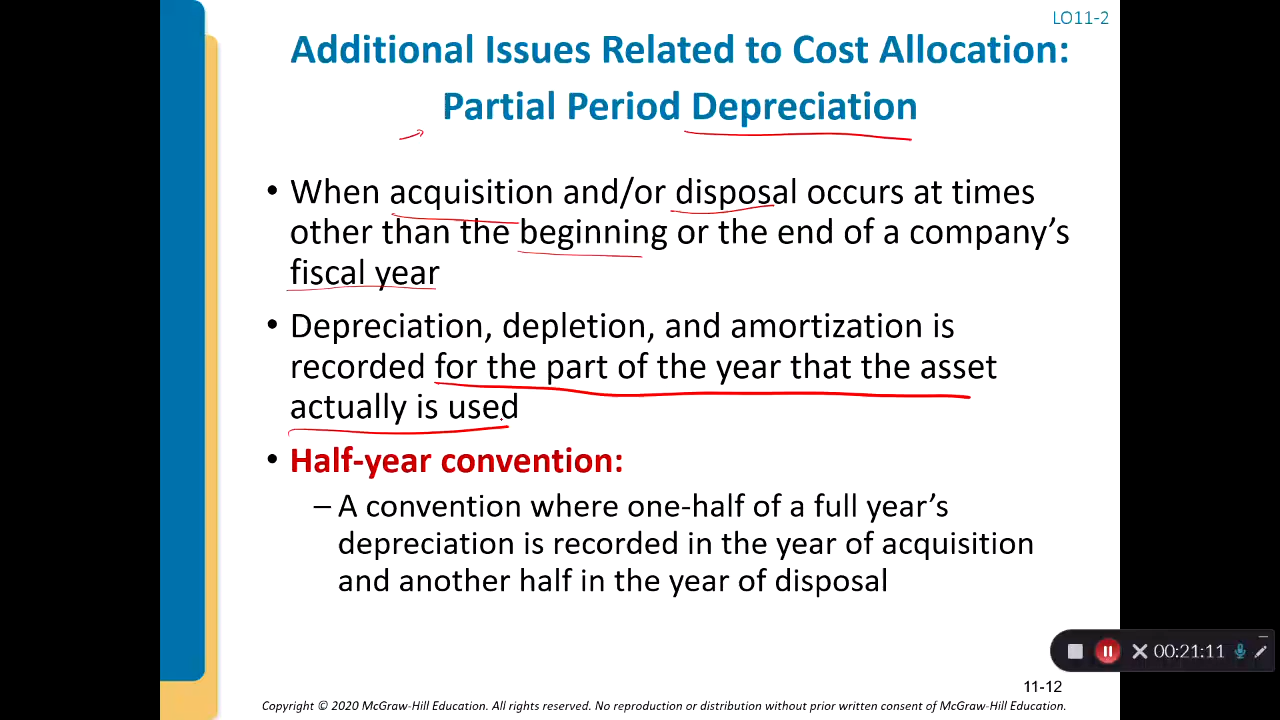 LO11-2
Additional Issues Related to Cost Allocation:
Partial Period Depreciation
• When acquisition and/or disposal occurs at times
other than the beginning or the end of a company’s
fiscal year
• Depreciation, depletion, and amortization is
recorded for the part of the year that the asset
actually is used
• Half-year convention:
– A convention where one-half of a full year’s
depreciation is recorded in the year of acquisition
and another half in the year of disposal
00:21:11
11-12
Copyright © 2020 McGraw-Hill Education. All rights reserved. No reproduction or distribution without prior written consent of McGraw-Hill Education.